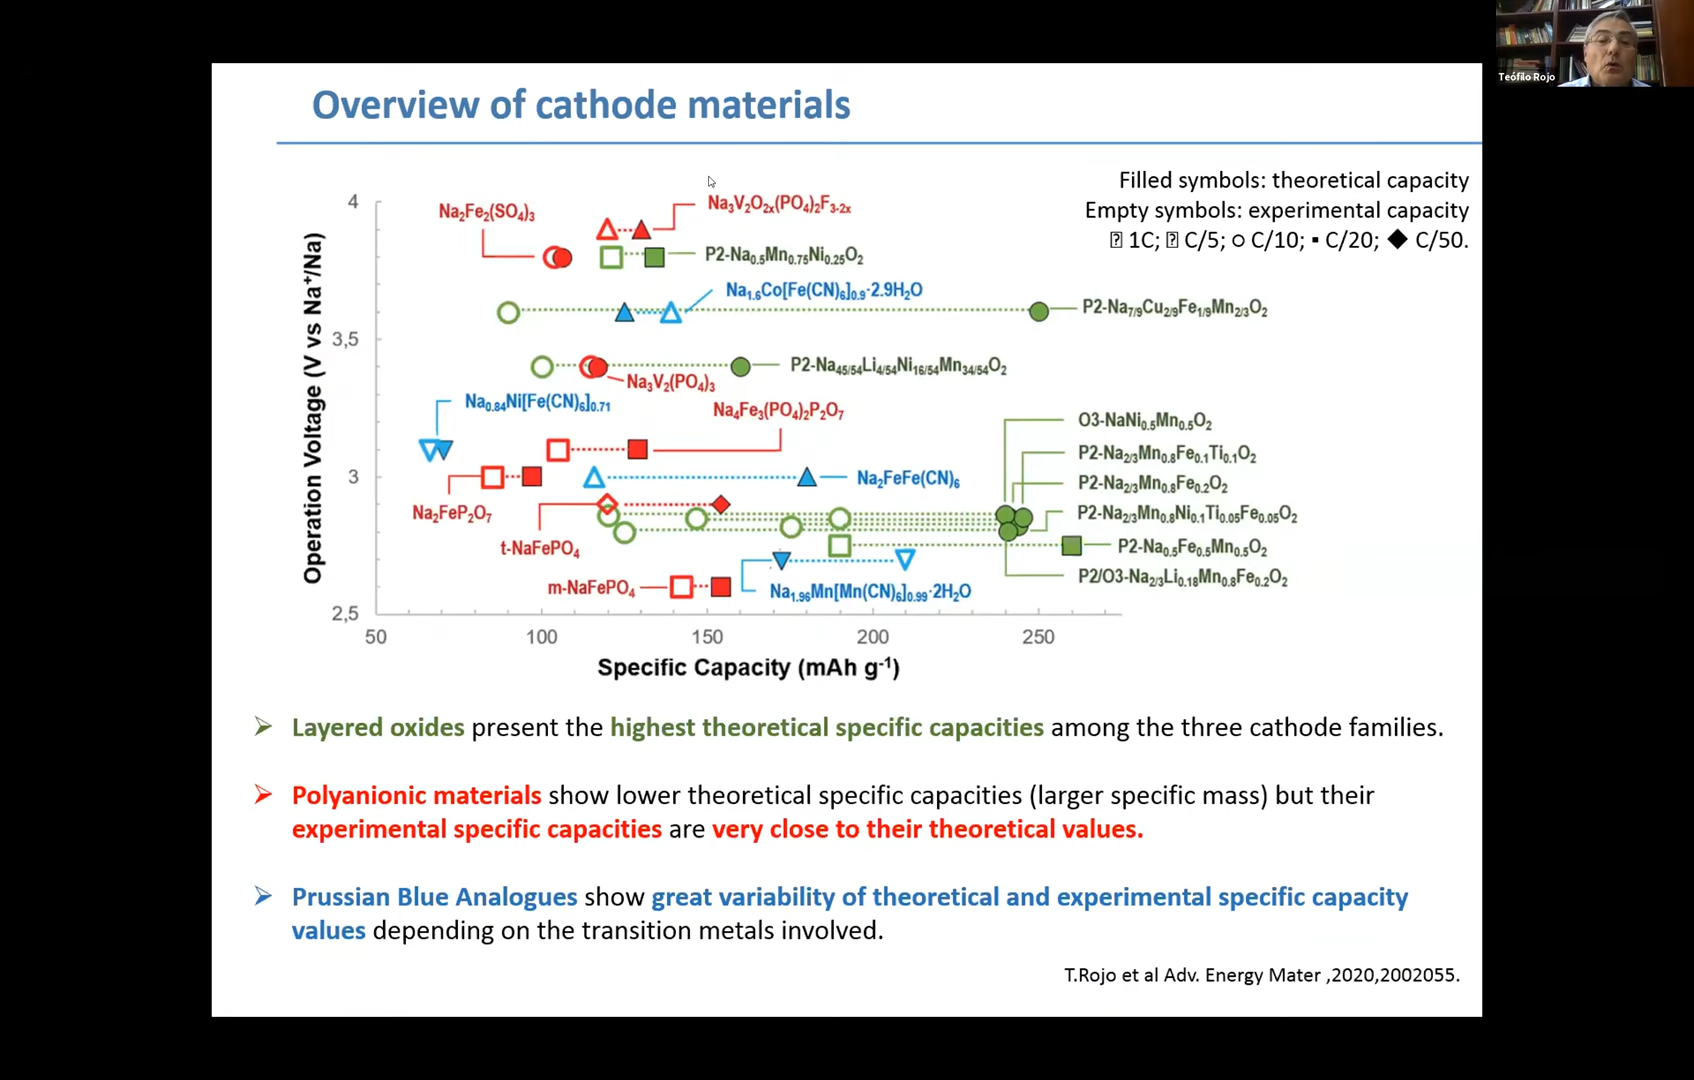 Teófilo Rojo
Overview of cathode materials
Filled symbols: theoretical capacity
Empty symbols: experimental capacity
1C; C/5; ○ C/10; ▪ C/20; ◆ C/50.
Operation Voltage (V vs Na⁺/Na)
4
3,5
3
2,5
Na₂Fe₂(SO₄)₃
Na₃V₂O₂ₓ(PO₄)₂F₃₋₂ₓ
P2-Na₀.₅Mn₀.₇₅Ni₀.₂₅O₂
Na₁.₆Co[Fe(CN)₆]₀.₉·2.9H₂O
P2-Na₇/₉Cu₂/₉Fe₁/₉Mn₂/₃O₂
P2-Na₄₅/₅₄Li₄/₅₄Ni₁₆/₅₄Mn₃₄/₅₄O₂
Na₃V₂(PO₄)₃
Na₀.₈₄Ni[Fe(CN)₆]₀.₇₁
Na₄Fe₃(PO₄)₂P₂O₇
O3-NaNi₀.₅Mn₀.₅O₂
P2-Na₂/₃Mn₀.₈Fe₀.₁Ti₀.₁O₂
Na₂FeFe(CN)₆
P2-Na₂/₃Mn₀.₈Fe₀.₂O₂
Na₂FeP₂O₇
P2-Na₂/₃Mn₀.₈Ni₀.₁Ti₀.₀₅Fe₀.₀₅O₂
t-NaFePO₄
P2-Na₀.₅Fe₀.₅Mn₀.₅O₂
P2/O3-Na₂/₃Li₀.₁₈Mn₀.₈Fe₀.₂O₂
m-NaFePO₄
Na₁.₉₆Mn[Mn(CN)₆]₀.₉₉·2H₂O
50 100 150 200 250
Specific Capacity (mAh g⁻¹)
➢ Layered oxides present the highest theoretical specific capacities among the three cathode families.
➢ Polyanionic materials show lower theoretical specific capacities (larger specific mass) but their
experimental specific capacities are very close to their theoretical values.
➢ Prussian Blue Analogues show great variability of theoretical and experimental specific capacity
values depending on the transition metals involved.
T.Rojo et al Adv. Energy Mater ,2020,2002055.